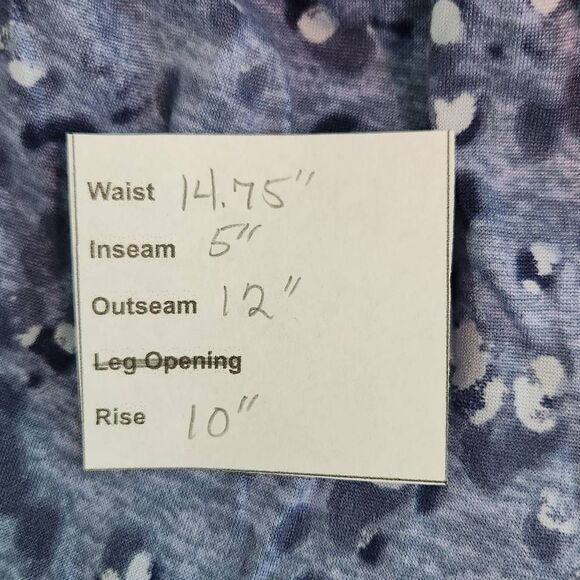 Waist 14.75"
Inseam 5"
Outseam 12"
Leg Opening
Rise 10"